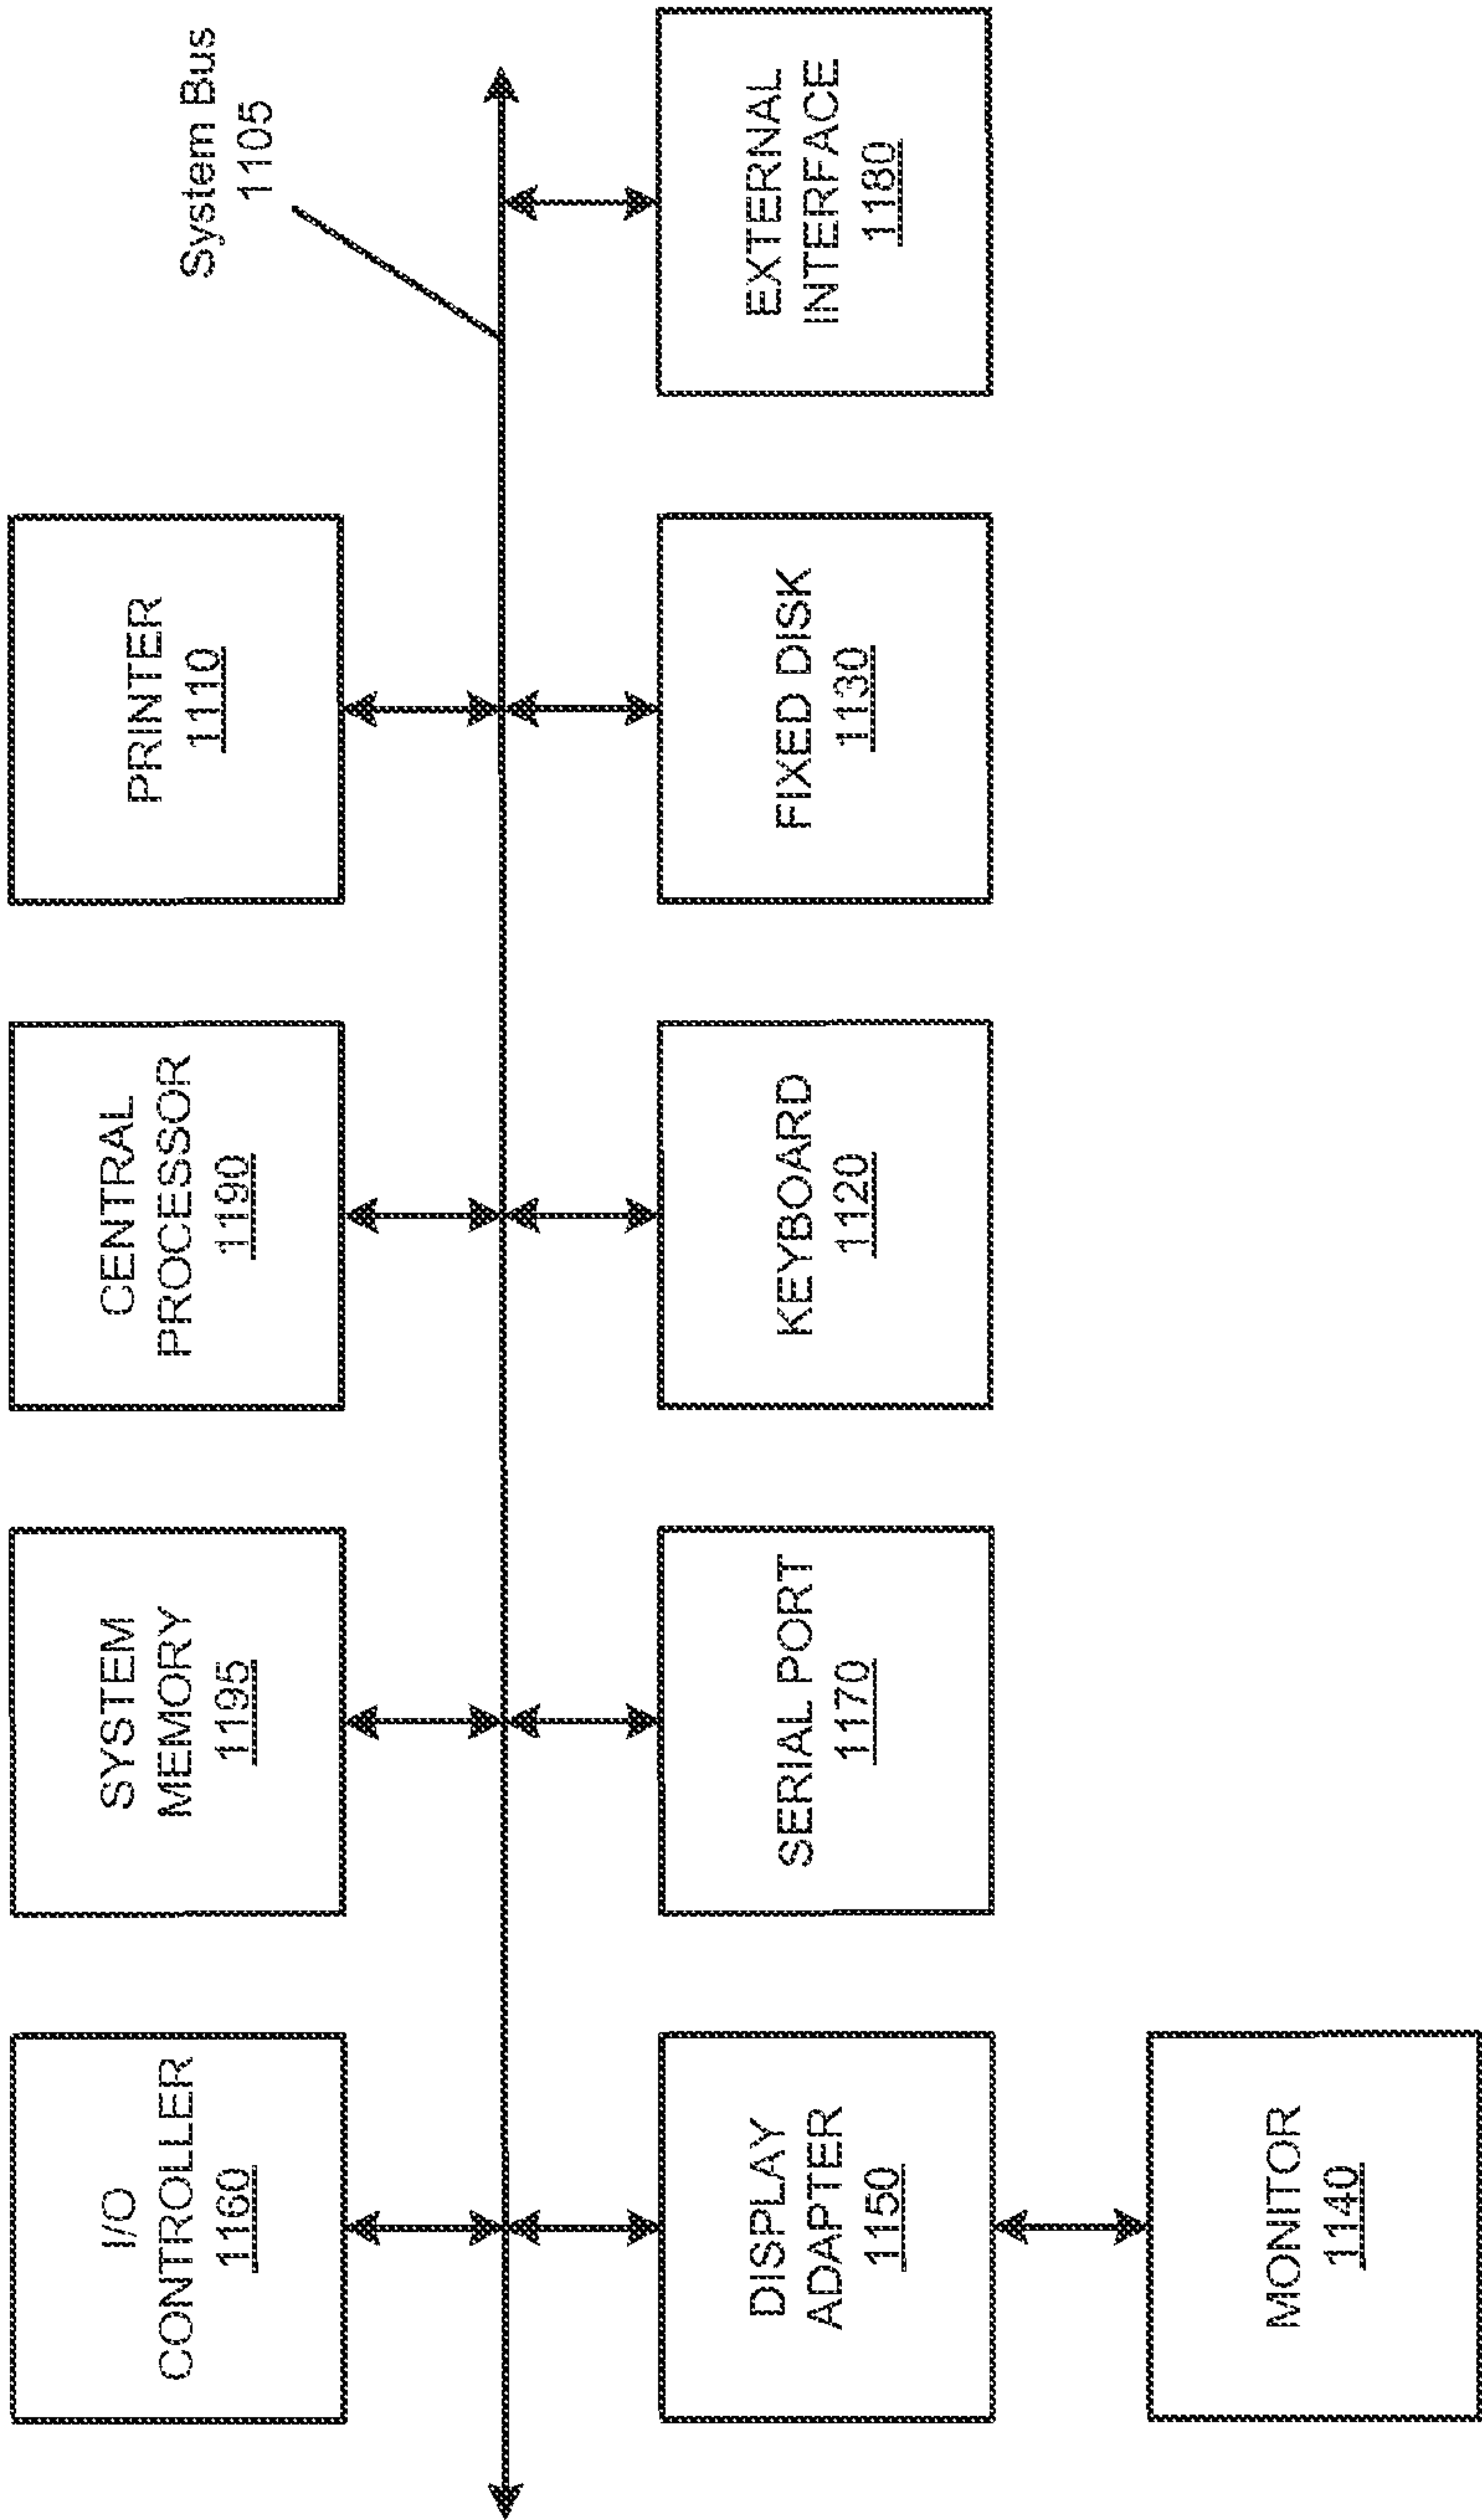 I/O
CONTROLLER
1160
SYSTEM
MEMORY
1195
CENTRAL
PROCESSOR
1190
PRINTER
1110
System Bus
1105
DISPLAY
ADAPTER
1150
SERIAL PORT
1170
KEYBOARD
1120
FIXED DISK
1130
EXTERNAL
INTERFACE
1180
MONITOR
1140